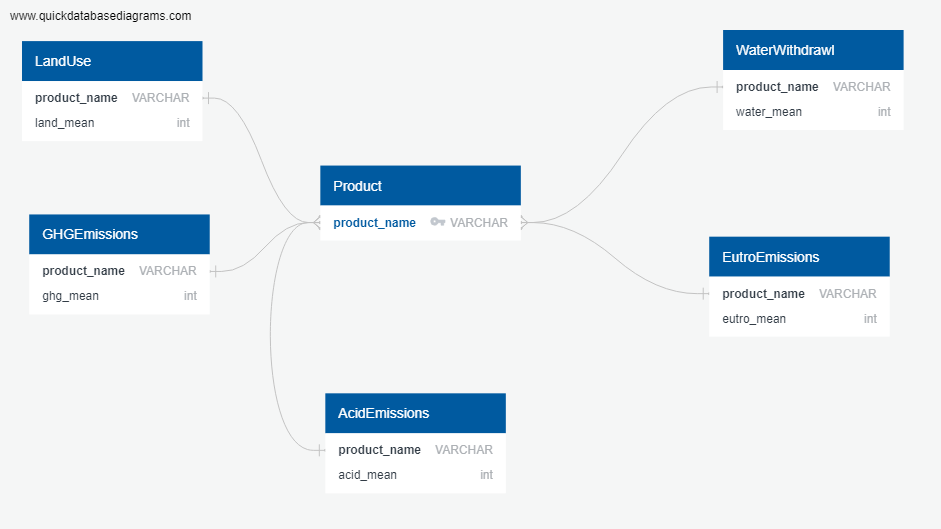 www.quickdatabasediagrams.com
LandUse
product_name VARCHAR
land_mean int
WaterWithdrawl
product_name VARCHAR
water_mean int
Product
product_name VARCHAR
GHGEmissions
product_name VARCHAR
ghg_mean int
EutroEmissions
product_name VARCHAR
eutro_mean int
AcidEmissions
product_name VARCHAR
acid_mean int